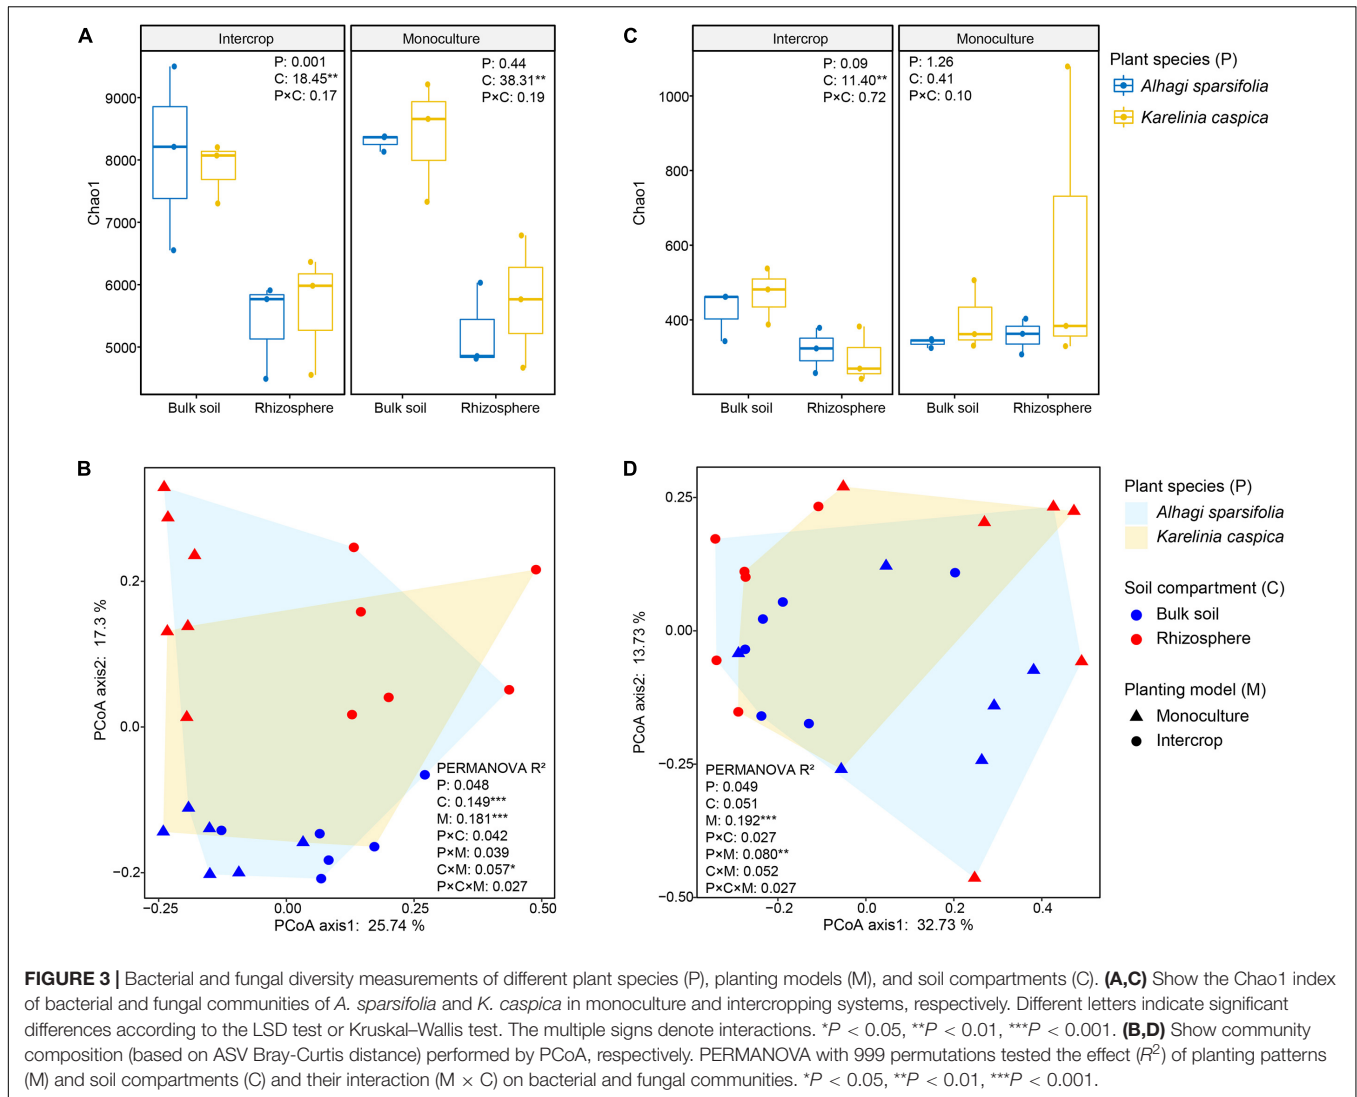 A
Intercrop
Monoculture
P: 0.001
C: 18.45**
P×C: 0.17
P: 0.44
C: 38.31**
P×C: 0.19
Chao1
9000
8000
7000
6000
5000
Bulk soil
Rhizosphere
Bulk soil
Rhizosphere
C
Intercrop
Monoculture
P: 0.09
C: 11.40**
P×C: 0.72
P: 1.26
C: 0.41
P×C: 0.10
Chao1
1000
800
600
400
Bulk soil
Rhizosphere
Bulk soil
Rhizosphere
Plant species (P)
Alhagi sparsifolia
Karelinia caspica
B
PCoA axis2: 17.3 %
0.2
0.0
−0.2
PERMANOVA R²
P: 0.048
C: 0.149***
M: 0.181***
P×C: 0.042
P×M: 0.039
C×M: 0.057*
P×C×M: 0.027
−0.25
0.00
0.25
0.50
PCoA axis1: 25.74 %
D
PCoA axis2: 13.73 %
0.25
0.00
−0.25
−0.50
PERMANOVA R²
P: 0.049
C: 0.051
M: 0.192***
P×C: 0.027
P×M: 0.080**
C×M: 0.052
P×C×M: 0.027
−0.2
0.0
0.2
0.4
PCoA axis1: 32.73 %
Plant species (P)
Alhagi sparsifolia
Karelinia caspica
Soil compartment (C)
Bulk soil
Rhizosphere
Planting model (M)
Monoculture
Intercrop
FIGURE 3 | Bacterial and fungal diversity measurements of different plant species (P), planting models (M), and soil compartments (C). (A,C) Show the Chao1 index
of bacterial and fungal communities of A. sparsifolia and K. caspica in monoculture and intercropping systems, respectively. Different letters indicate significant
differences according to the LSD test or Kruskal–Wallis test. The multiple signs denote interactions. *P < 0.05, **P < 0.01, ***P < 0.001. (B,D) Show community
composition (based on ASV Bray-Curtis distance) performed by PCoA, respectively. PERMANOVA with 999 permutations tested the effect (R²) of planting patterns
(M) and soil compartments (C) and their interaction (M × C) on bacterial and fungal communities. *P < 0.05, **P < 0.01, ***P < 0.001.